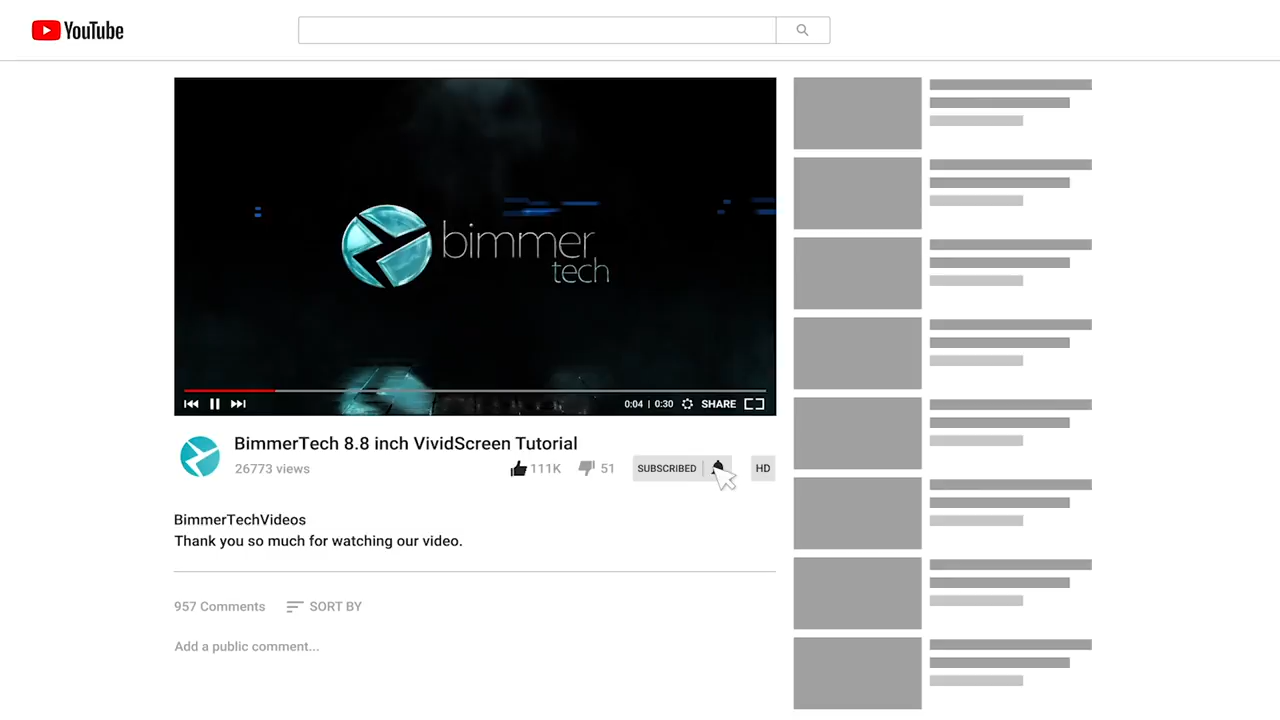 YouTube
bimmer
tech
0:04 | 0:30 SHARE
BimmerTech 8.8 inch VividScreen Tutorial
26773 views 111K 51 SUBSCRIBED HD
BimmerTechVideos
Thank you so much for watching our video.
957 Comments SORT BY
Add a public comment...